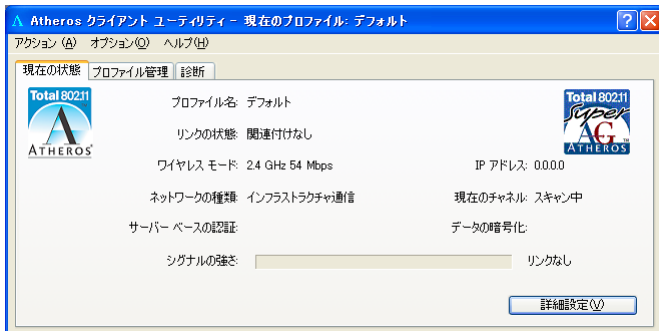 Atheros クライアント ユーティリティ - 現在のプロファイル: デフォルト
アクション(A) オプション(O) ヘルプ(H)
現在の状態 プロファイル管理 診断
Total 802.11
ATHEROS
Total 802.11
Super
AG
ATHEROS
プロファイル名: デフォルト
リンクの状態: 関連付けなし
ワイヤレス モード: 2.4 GHz 54 Mbps IP アドレス: 0.0.0.0
ネットワークの種類: インフラストラクチャ通信 現在のチャネル: スキャン中
サーバー ベースの認証: データの暗号化:
シグナルの強さ: リンクなし
詳細設定(V)